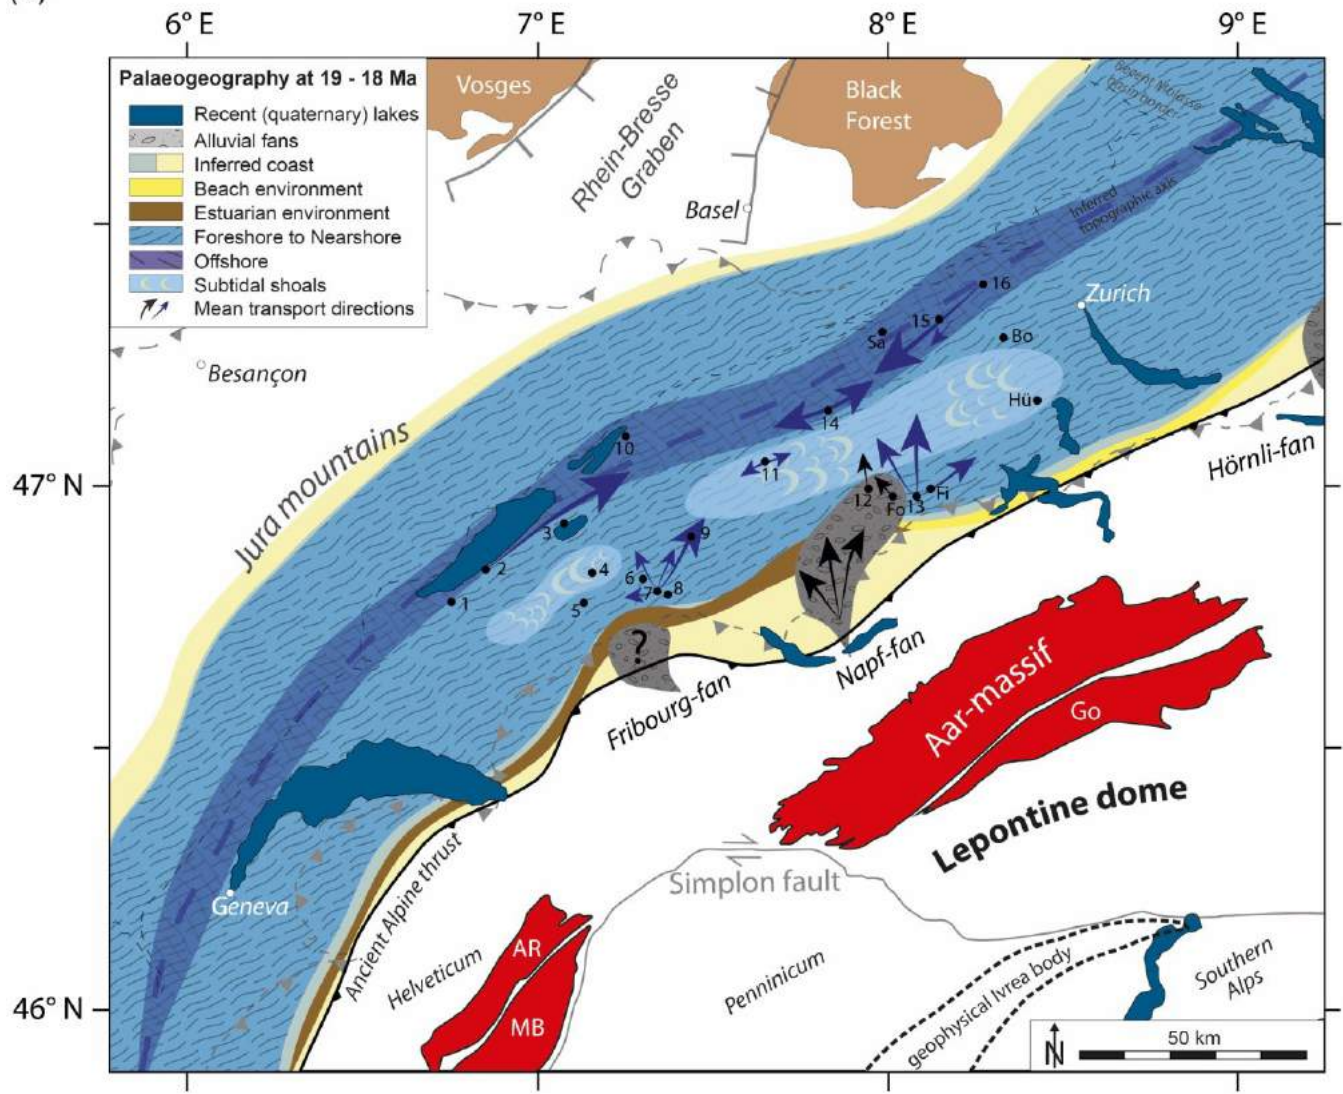 6° E
7° E
8° E
9° E
Palaeogeography at 19 - 18 Ma
Recent (quaternary) lakes
Alluvial fans
Inferred coast
Beach environment
Estuarian environment
Foreshore to Nearshore
Offshore
Subtidal shoals
Mean transport directions
Vosges
Rhein-Bresse
Graben
Black
Forest
Basel
Recent Molasse
basin border
Inferred
topographic axis
Zurich
Besançon
Jura mountains
16
15
Sa
Bo
Hü
14
10
11
12
Fo
13
Fi
Hörnli-fan
47° N
3
2
1
4
5
6
7
8
9
?
Napf-fan
Fribourg-fan
Aar-massif
Go
Lepontine dome
Simplon fault
Geneva
Ancient Alpine thrust
Helveticum
AR
MB
Penninicum
geophysical Ivrea body
Southern
Alps
46° N
N
50 km